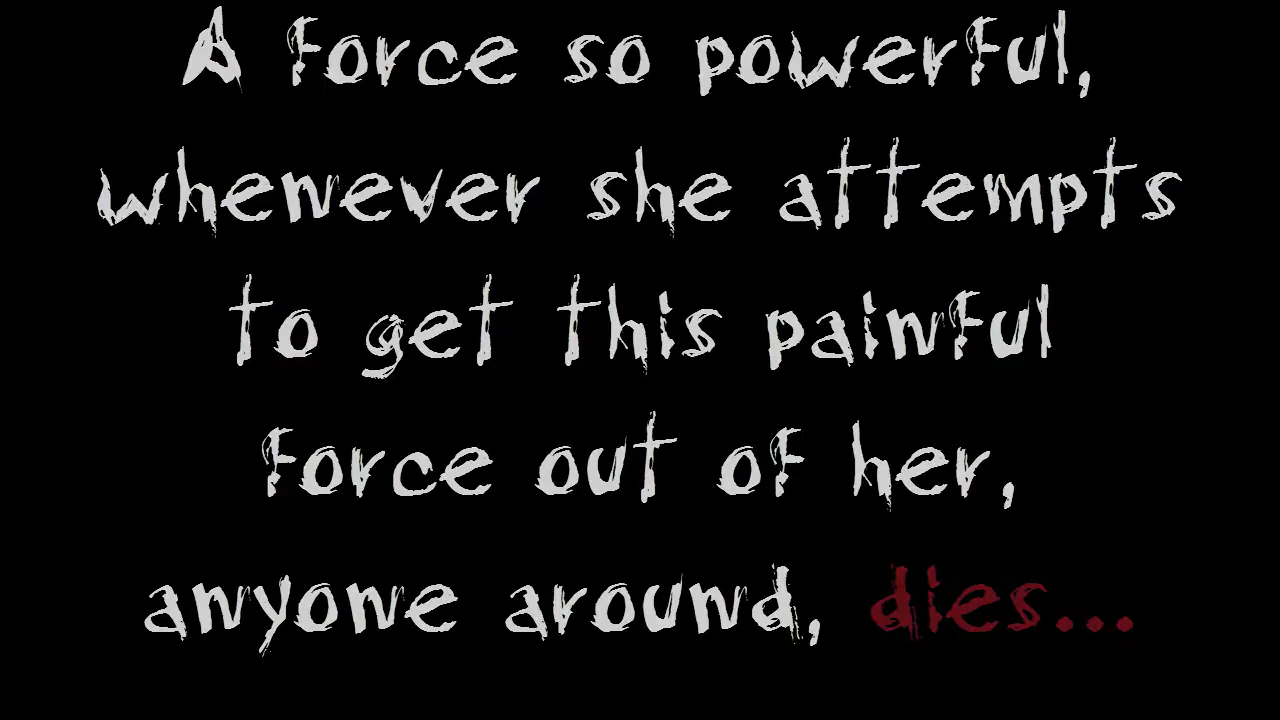 A force so powerful,
whenever she attempts
to get this painful
force out of her,
anyone around, dies...